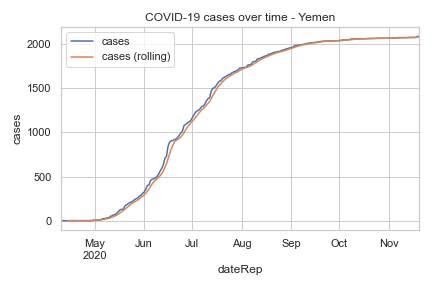 COVID-19 cases over time - Yemen
cases
cases (rolling)
2000
1500
1000
500
0
cases
May Jun Jul Aug Sep Oct Nov
2020
dateRep